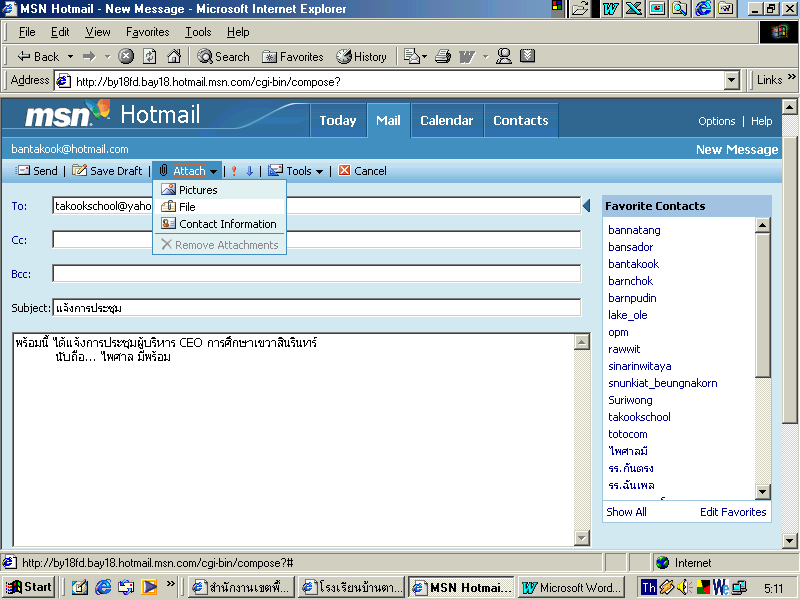 MSN Hotmail - New Message - Microsoft Internet Explorer
File Edit View Favorites Tools Help
Back Search Favorites History
Address http://by18fd.bay18.hotmail.msn.com/cgi-bin/compose? Links
msn Hotmail Today Mail Calendar Contacts Options | Help
bantakook@hotmail.com New Message
Send | Save Draft | Attach | ! | Tools | Cancel
Pictures
File
Contact Information
Remove Attachments
To: takookschool@yaho
Cc:
Bcc:
Subject: แจ้งการประชุม
พร้อมนี้ ได้แจ้งการประชุมผู้บริหาร CEO การศึกษาเขวาสินรินทร์
นับถือ... ไพศาล มีพร้อม
Favorite Contacts
bannatang
bansador
bantakook
barnchok
barnpudin
lake_ole
opm
rawwit
sinarinwitaya
snunkiat_beungnakorn
Suriwong
takookschool
totocom
ไพศาลมี
รร.กันตรง
รร.ฉันเพล
Show All Edit Favorites
http://by18fd.bay18.hotmail.msn.com/cgi-bin/compose?# Internet
Start สำนักงานเขตพื้... โรงเรียนบ้านตา... MSN Hotmai... Microsoft Word... Th 5:11